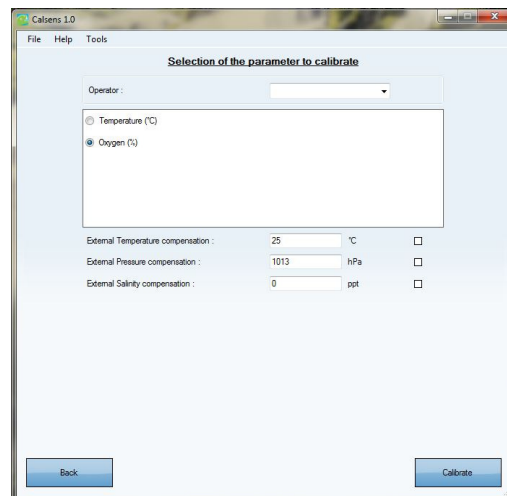 Calsens 1.0
File Help Tools
Selection of the parameter to calibrate
Operator :
Temperature (°C)
Oxygen (%)
External Temperature compensation : 25 °C
External Pressure compensation : 1013 hPa
External Salinity compensation : 0 ppt
Back Calibrate